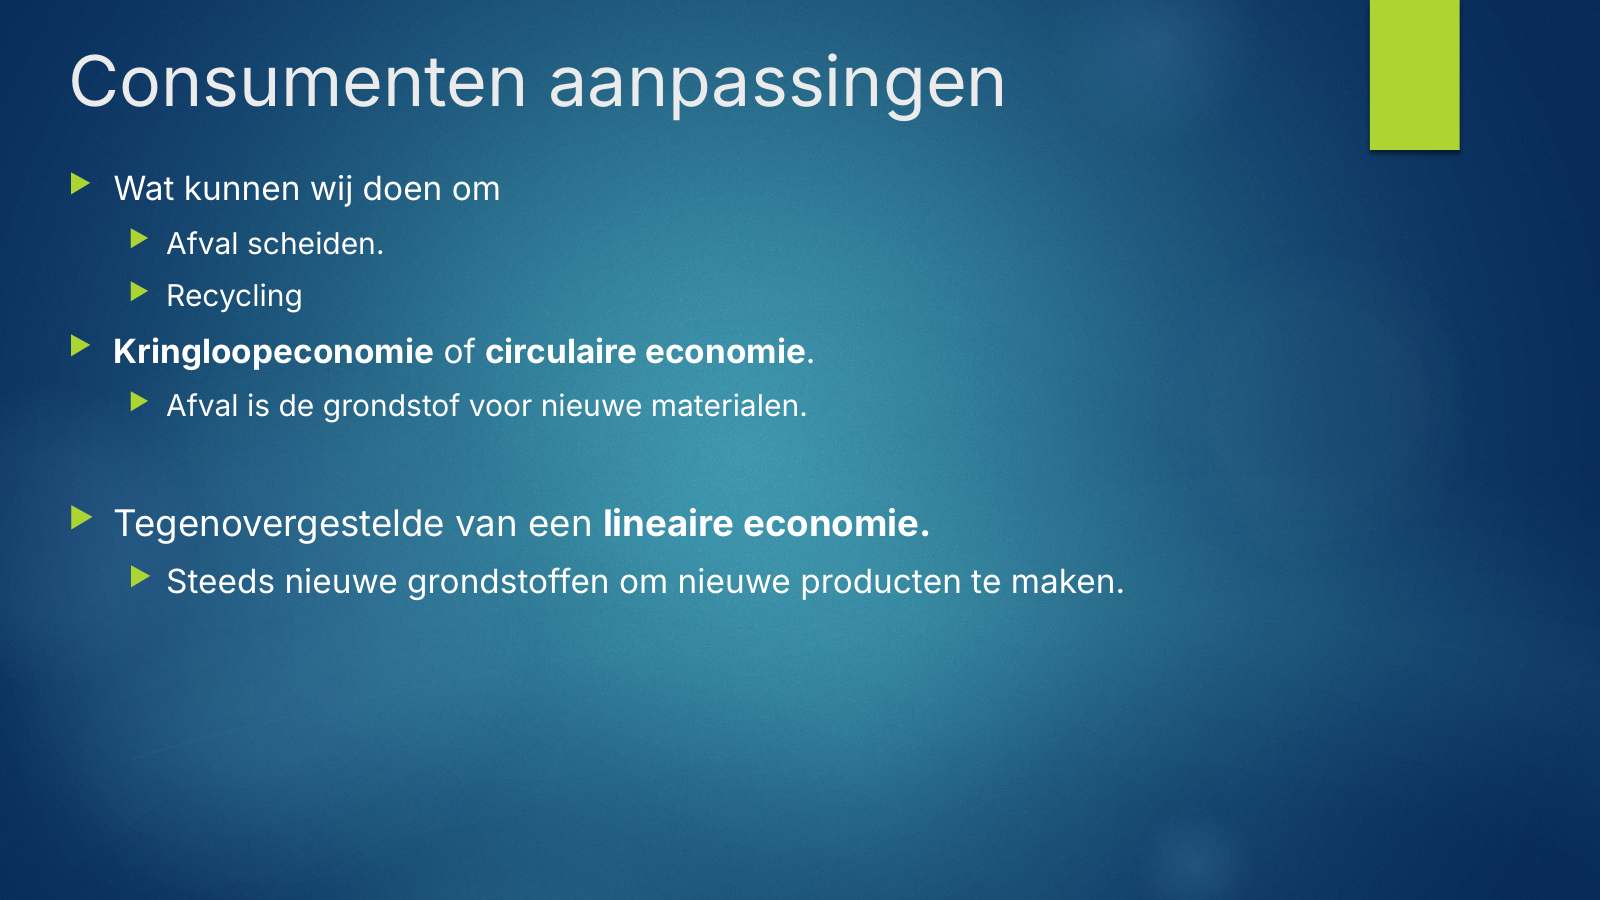 Consumenten aanpassingen
Wat kunnen wij doen om
Afval scheiden.
Recycling
Kringloopeconomie of circulaire economie.
Afval is de grondstof voor nieuwe materialen.
Tegenovergestelde van een lineaire economie.
Steeds nieuwe grondstoffen om nieuwe producten te maken.